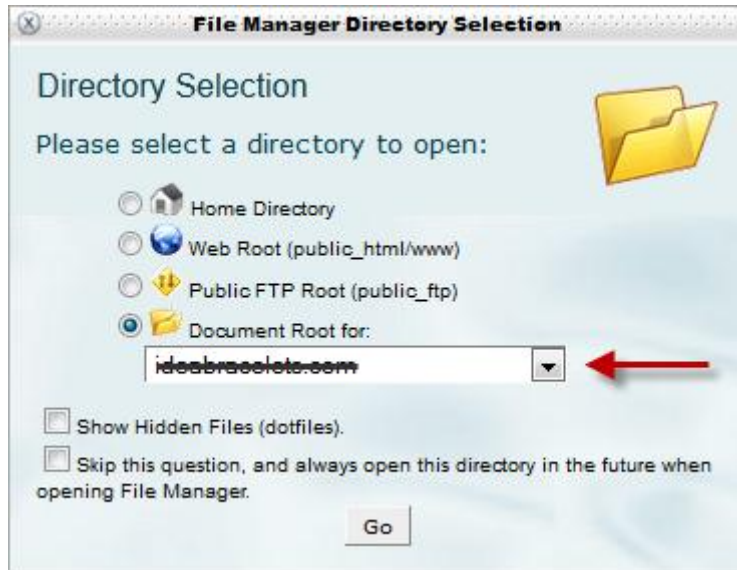 File Manager Directory Selection
Directory Selection
Please select a directory to open:
Home Directory
Web Root (public_html/www)
Public FTP Root (public_ftp)
Document Root for:
Show Hidden Files (dotfiles).
Skip this question, and always open this directory in the future when
opening File Manager.
Go